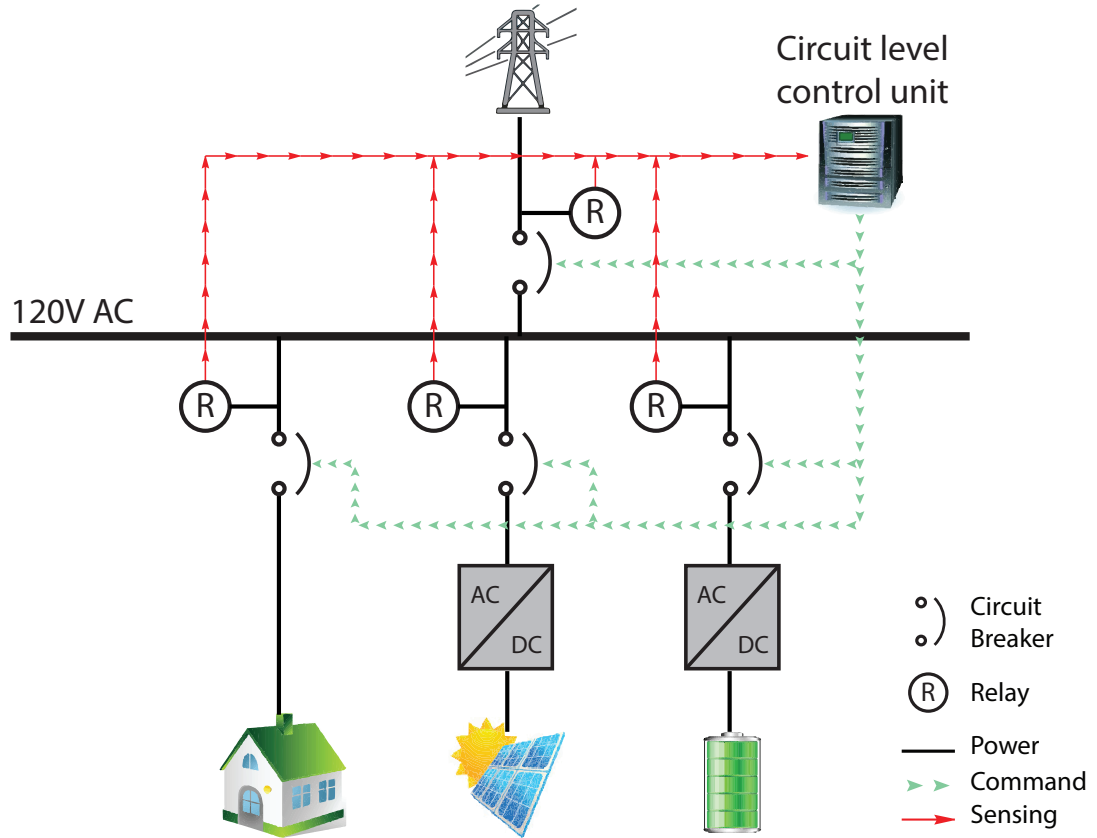 Circuit level
control unit
R
120V AC
R
R
R
AC
DC
AC
DC
Circuit
Breaker
R
Relay
Power
Command
Sensing